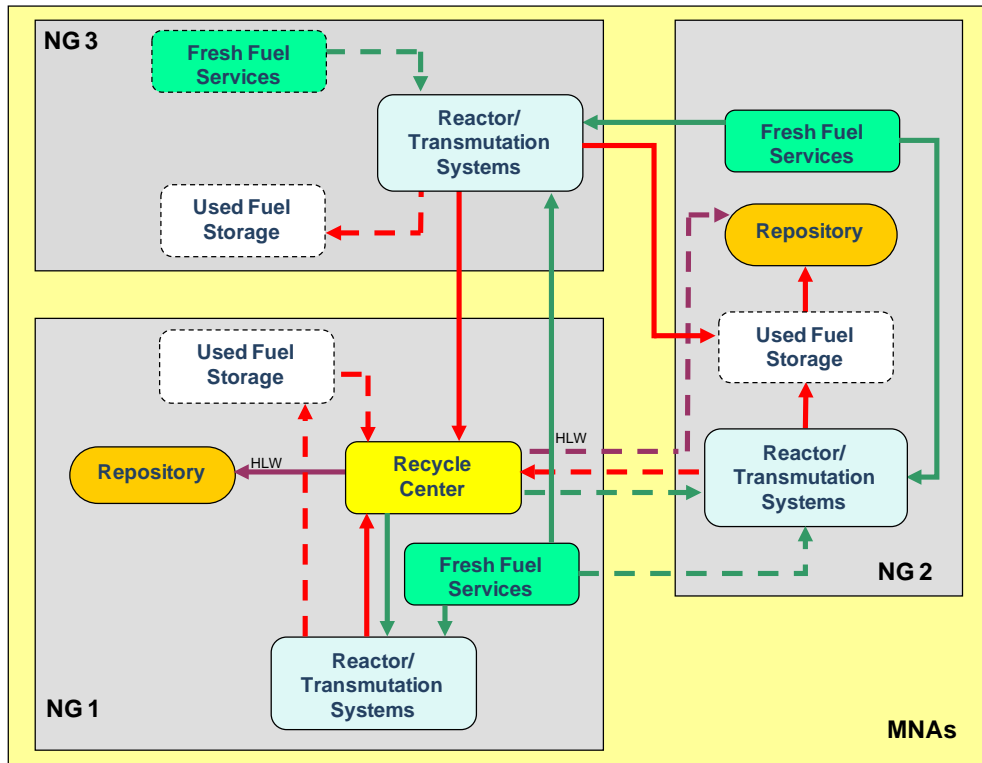 NG 3
Fresh Fuel
Services
Reactor/
Transmutation
Systems
Used Fuel
Storage
Fresh Fuel
Services
Repository
Used Fuel
Storage
Reactor/
Transmutation
Systems
NG 2
Used Fuel
Storage
Repository
HLW
Recycle
Center
HLW
Fresh Fuel
Services
Reactor/
Transmutation
Systems
NG 1
MNAs